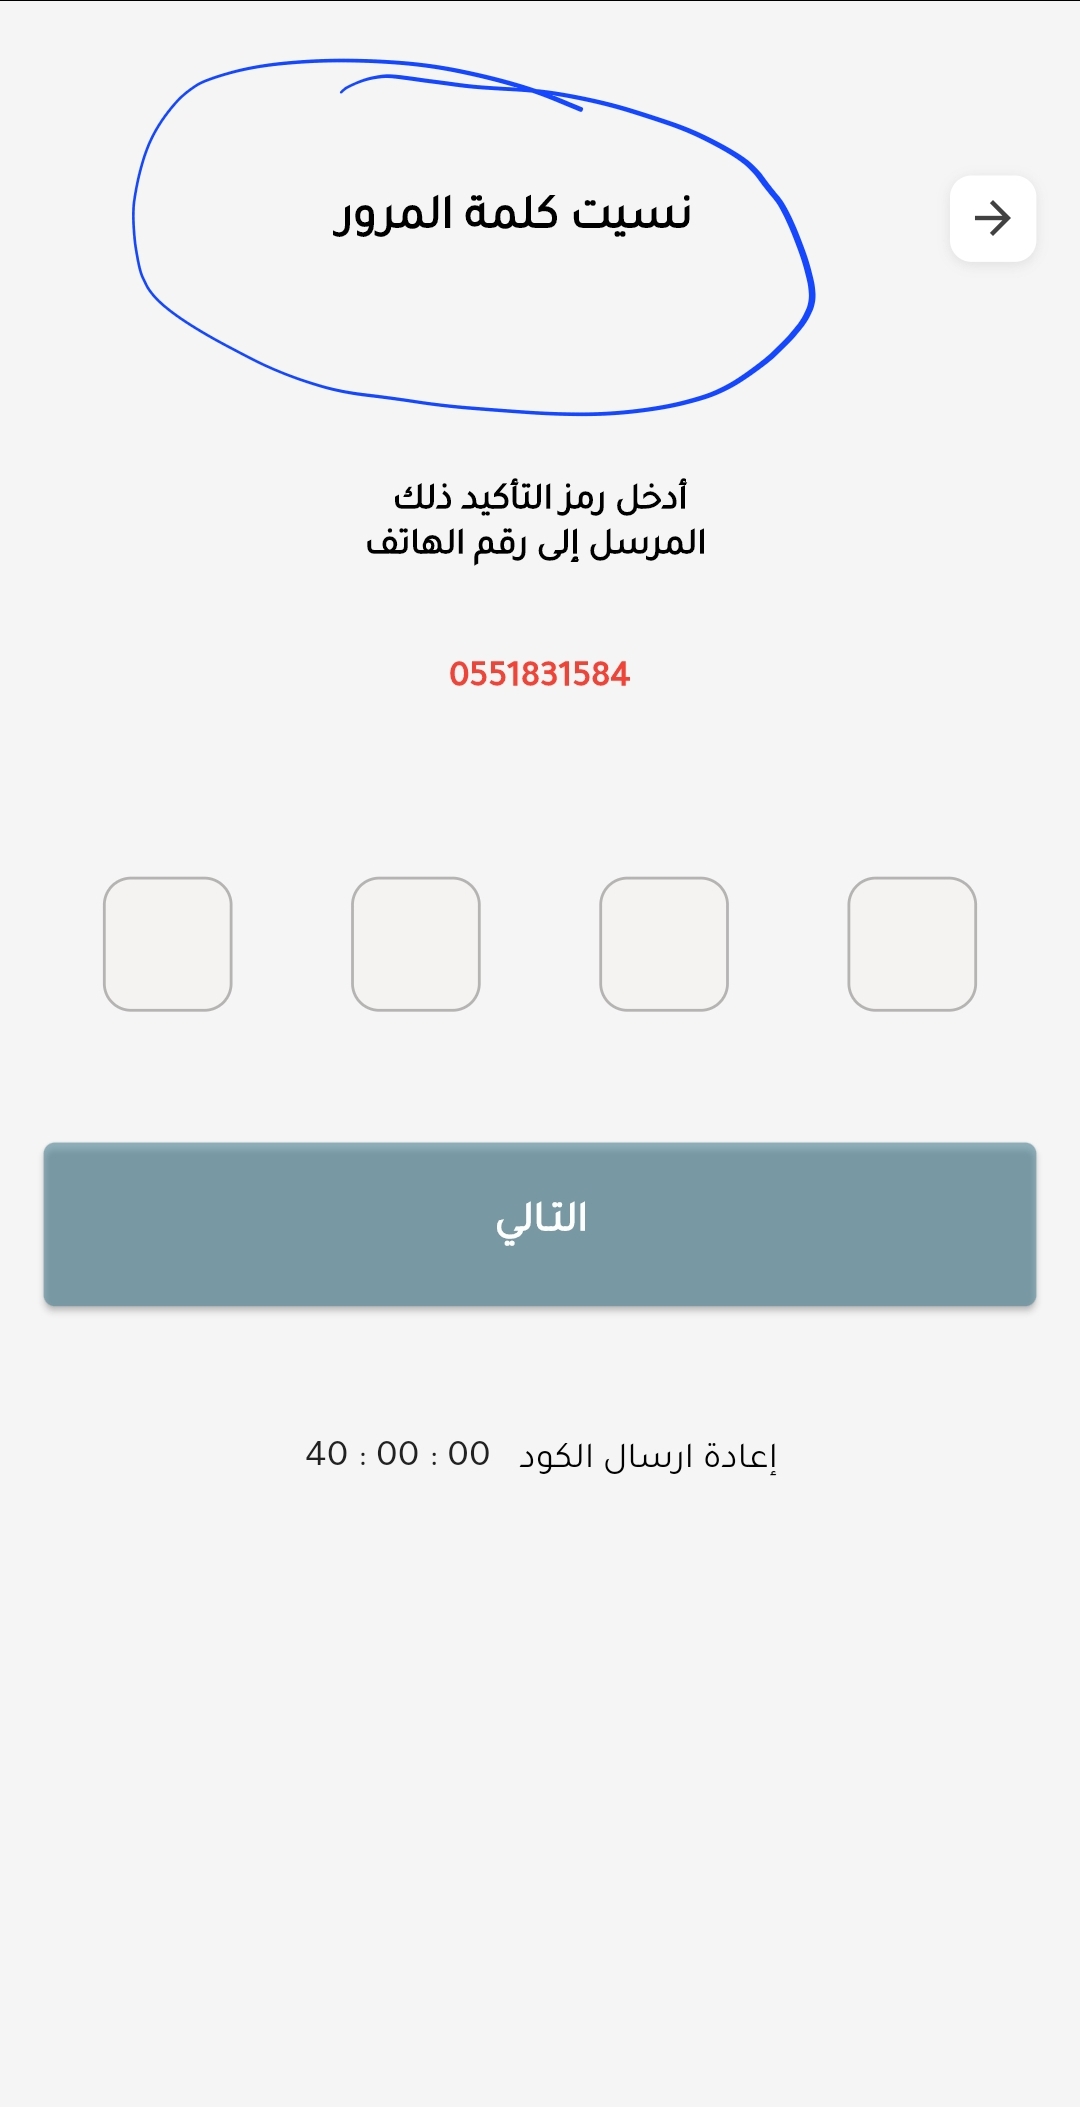 نسيت كلمة المرور
أدخل رمز التأكيد ذلك
المرسل إلى رقم الهاتف
0551831584
التالي
إعادة ارسال الكود 40 : 00 : 00